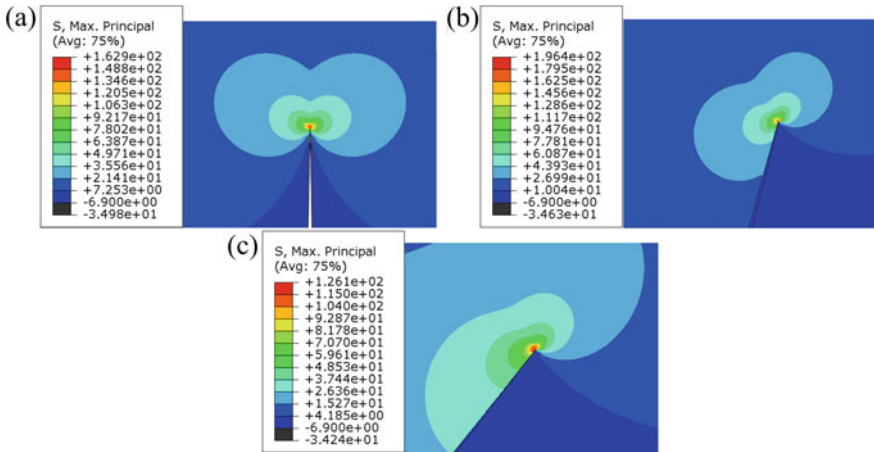 (a)
S, Max. Principal
(Avg: 75%)
+1.629e+02
+1.488e+02
+1.346e+02
+1.205e+02
+1.063e+02
+9.217e+01
+7.802e+01
+6.387e+01
+4.971e+01
+3.556e+01
+2.141e+01
+7.253e+00
-6.900e+00
-3.498e+01
(b)
S, Max. Principal
(Avg: 75%)
+1.964e+02
+1.795e+02
+1.625e+02
+1.456e+02
+1.286e+02
+1.117e+02
+9.476e+01
+7.781e+01
+6.087e+01
+4.393e+01
+2.699e+01
+1.004e+01
-6.900e+00
-3.463e+01
(c)
S, Max. Principal
(Avg: 75%)
+1.261e+02
+1.150e+02
+1.040e+02
+9.287e+01
+8.178e+01
+7.070e+01
+5.961e+01
+4.853e+01
+3.744e+01
+2.636e+01
+1.527e+01
+4.185e+00
-6.900e+00
-3.424e+01